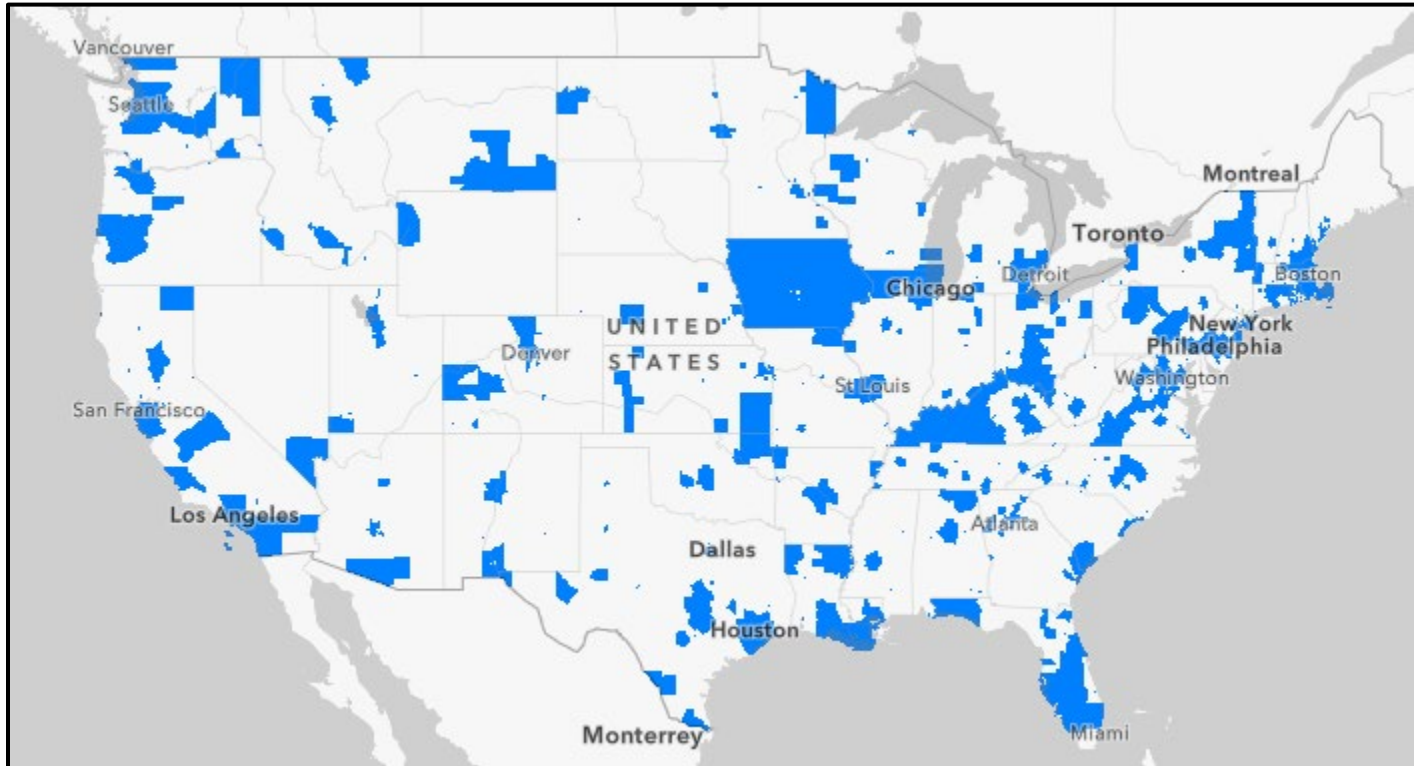 Vancouver
Seattle
Montreal
Toronto
Detroit
Boston
Chicago
UNITED
STATES
New York
Philadelphia
Denver
Washington
St Louis
San Francisco
Los Angeles
Atlanta
Dallas
Houston
Monterrey
Miami